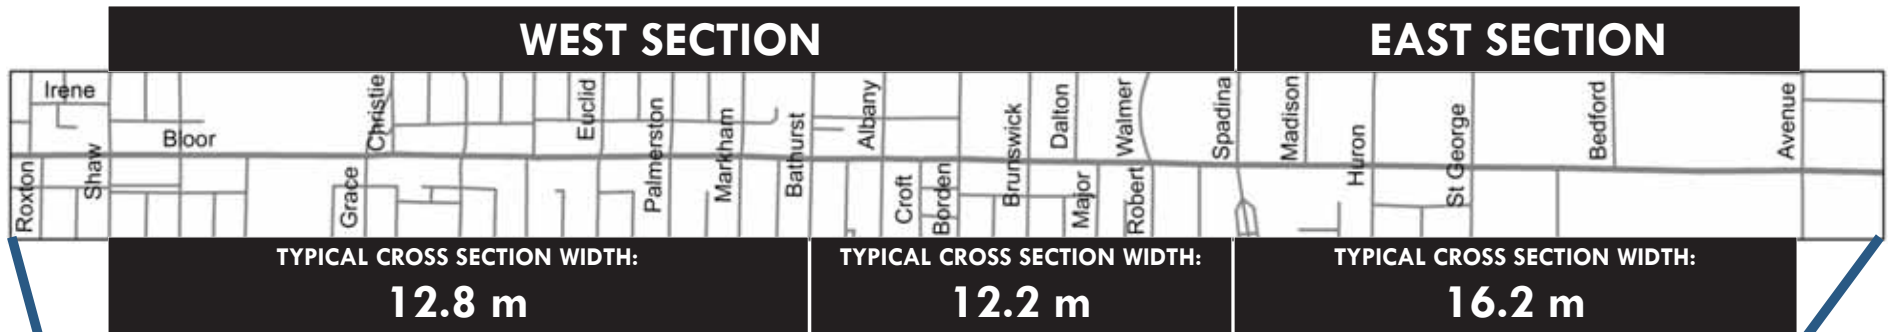 WEST SECTION
EAST SECTION
Irene
Bloor
Roxton
Shaw
Christie
Grace
Euclid
Palmerston
Markham
Bathurst
Albany
Croft
Borden
Brunswick
Dalton
Major
Walmer
Robert
Spadina
Madison
Huron
St George
Bedford
Avenue
TYPICAL CROSS SECTION WIDTH:
12.8 m
TYPICAL CROSS SECTION WIDTH:
12.2 m
TYPICAL CROSS SECTION WIDTH:
16.2 m